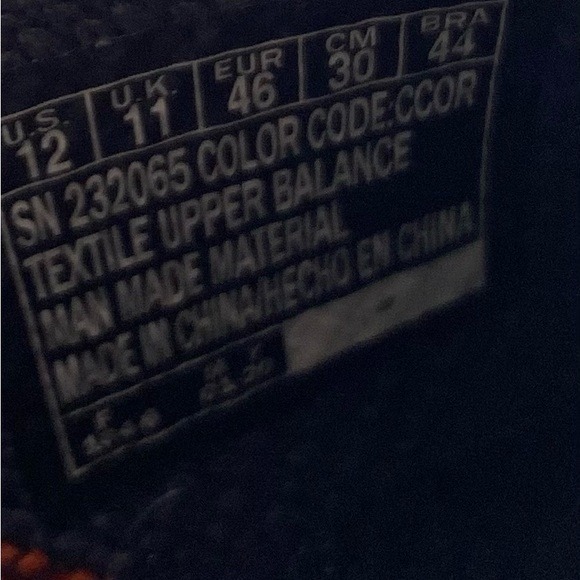 U.S. U.K. EUR CM BRA
12 11 46 30 44
SN 232065 COLOR CODE:CCOR
TEXTILE UPPER BALANCE
MAN MADE MATERIAL
MADE IN CHINA/HECHO EN CHINA